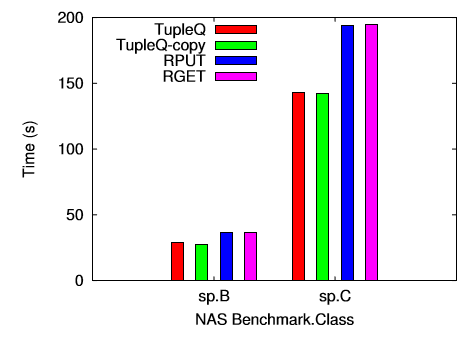 200
150
100
50
0
Time (s)
TupleQ
TupleQ-copy
RPUT
RGET
sp.B sp.C
NAS Benchmark.Class